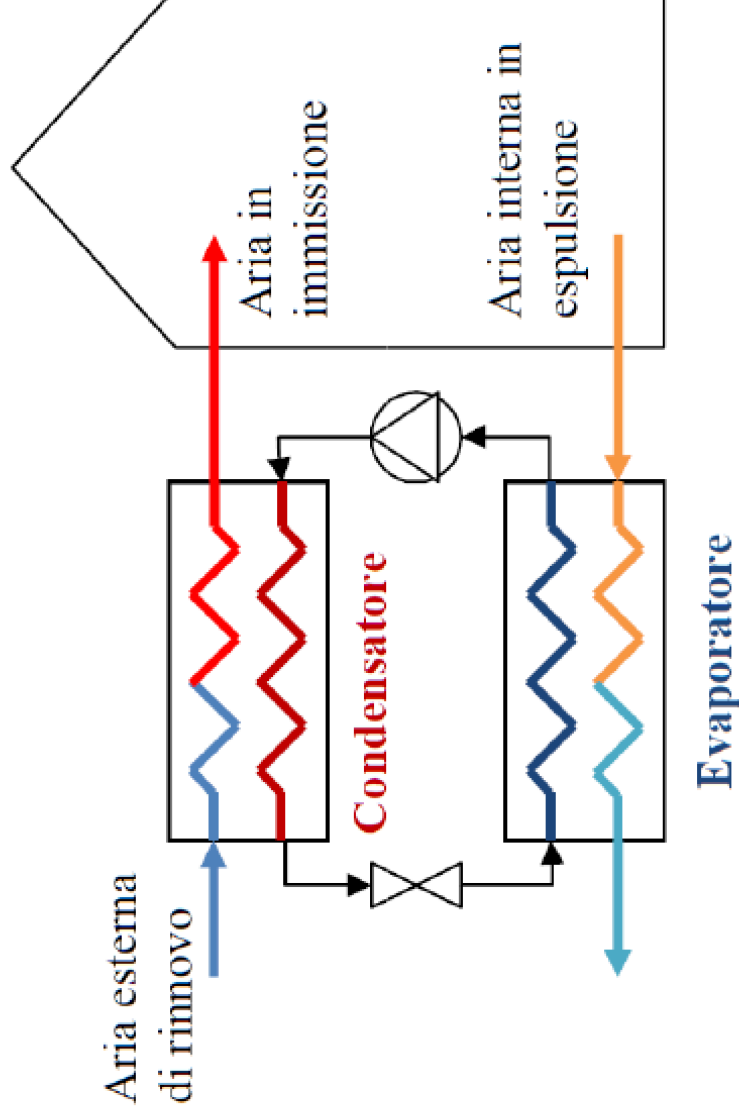 Aria esterna
di rinnovo
Aria in
immissione
Condensatore
Aria interna in
espulsione
Evaporatore